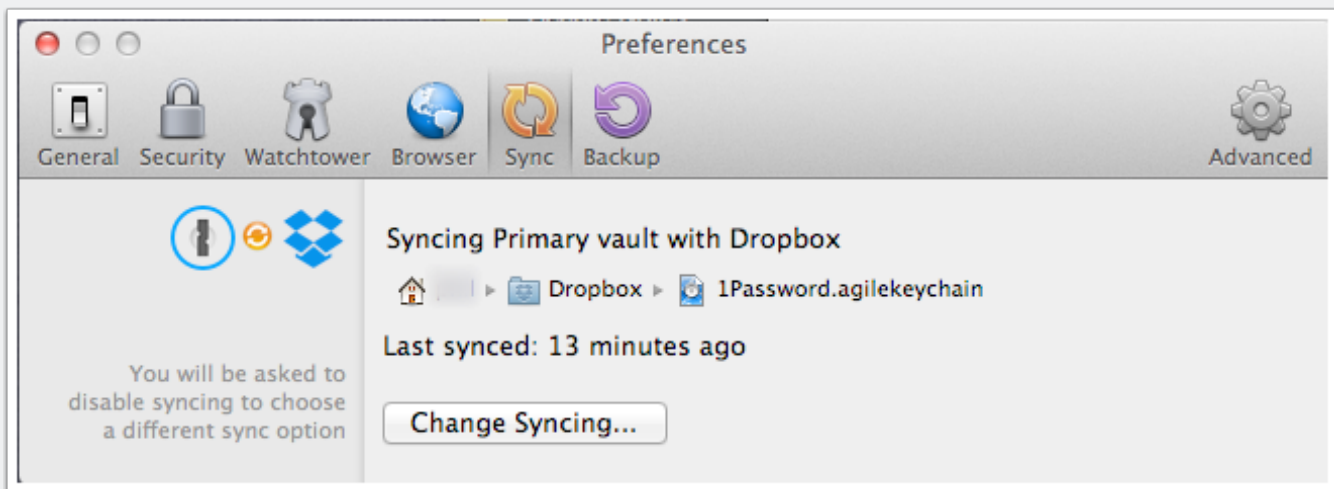 Preferences
General Security Watchtower Browser Sync Backup Advanced
Syncing Primary vault with Dropbox
Dropbox 1Password.agilekeychain
Last synced: 13 minutes ago
You will be asked to
disable syncing to choose
a different sync option
Change Syncing...